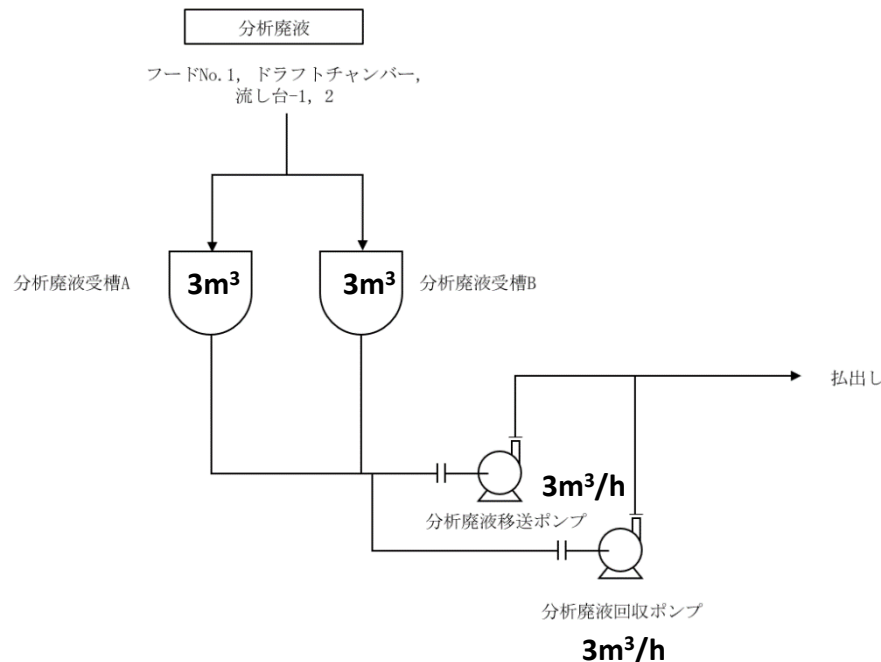 分析廃液
フードNo.1, ドラフトチャンバー,
流し台-1, 2
分析廃液受槽A
3m³
3m³
分析廃液受槽B
払出し
3m³/h
分析廃液移送ポンプ
分析廃液回収ポンプ
3m³/h